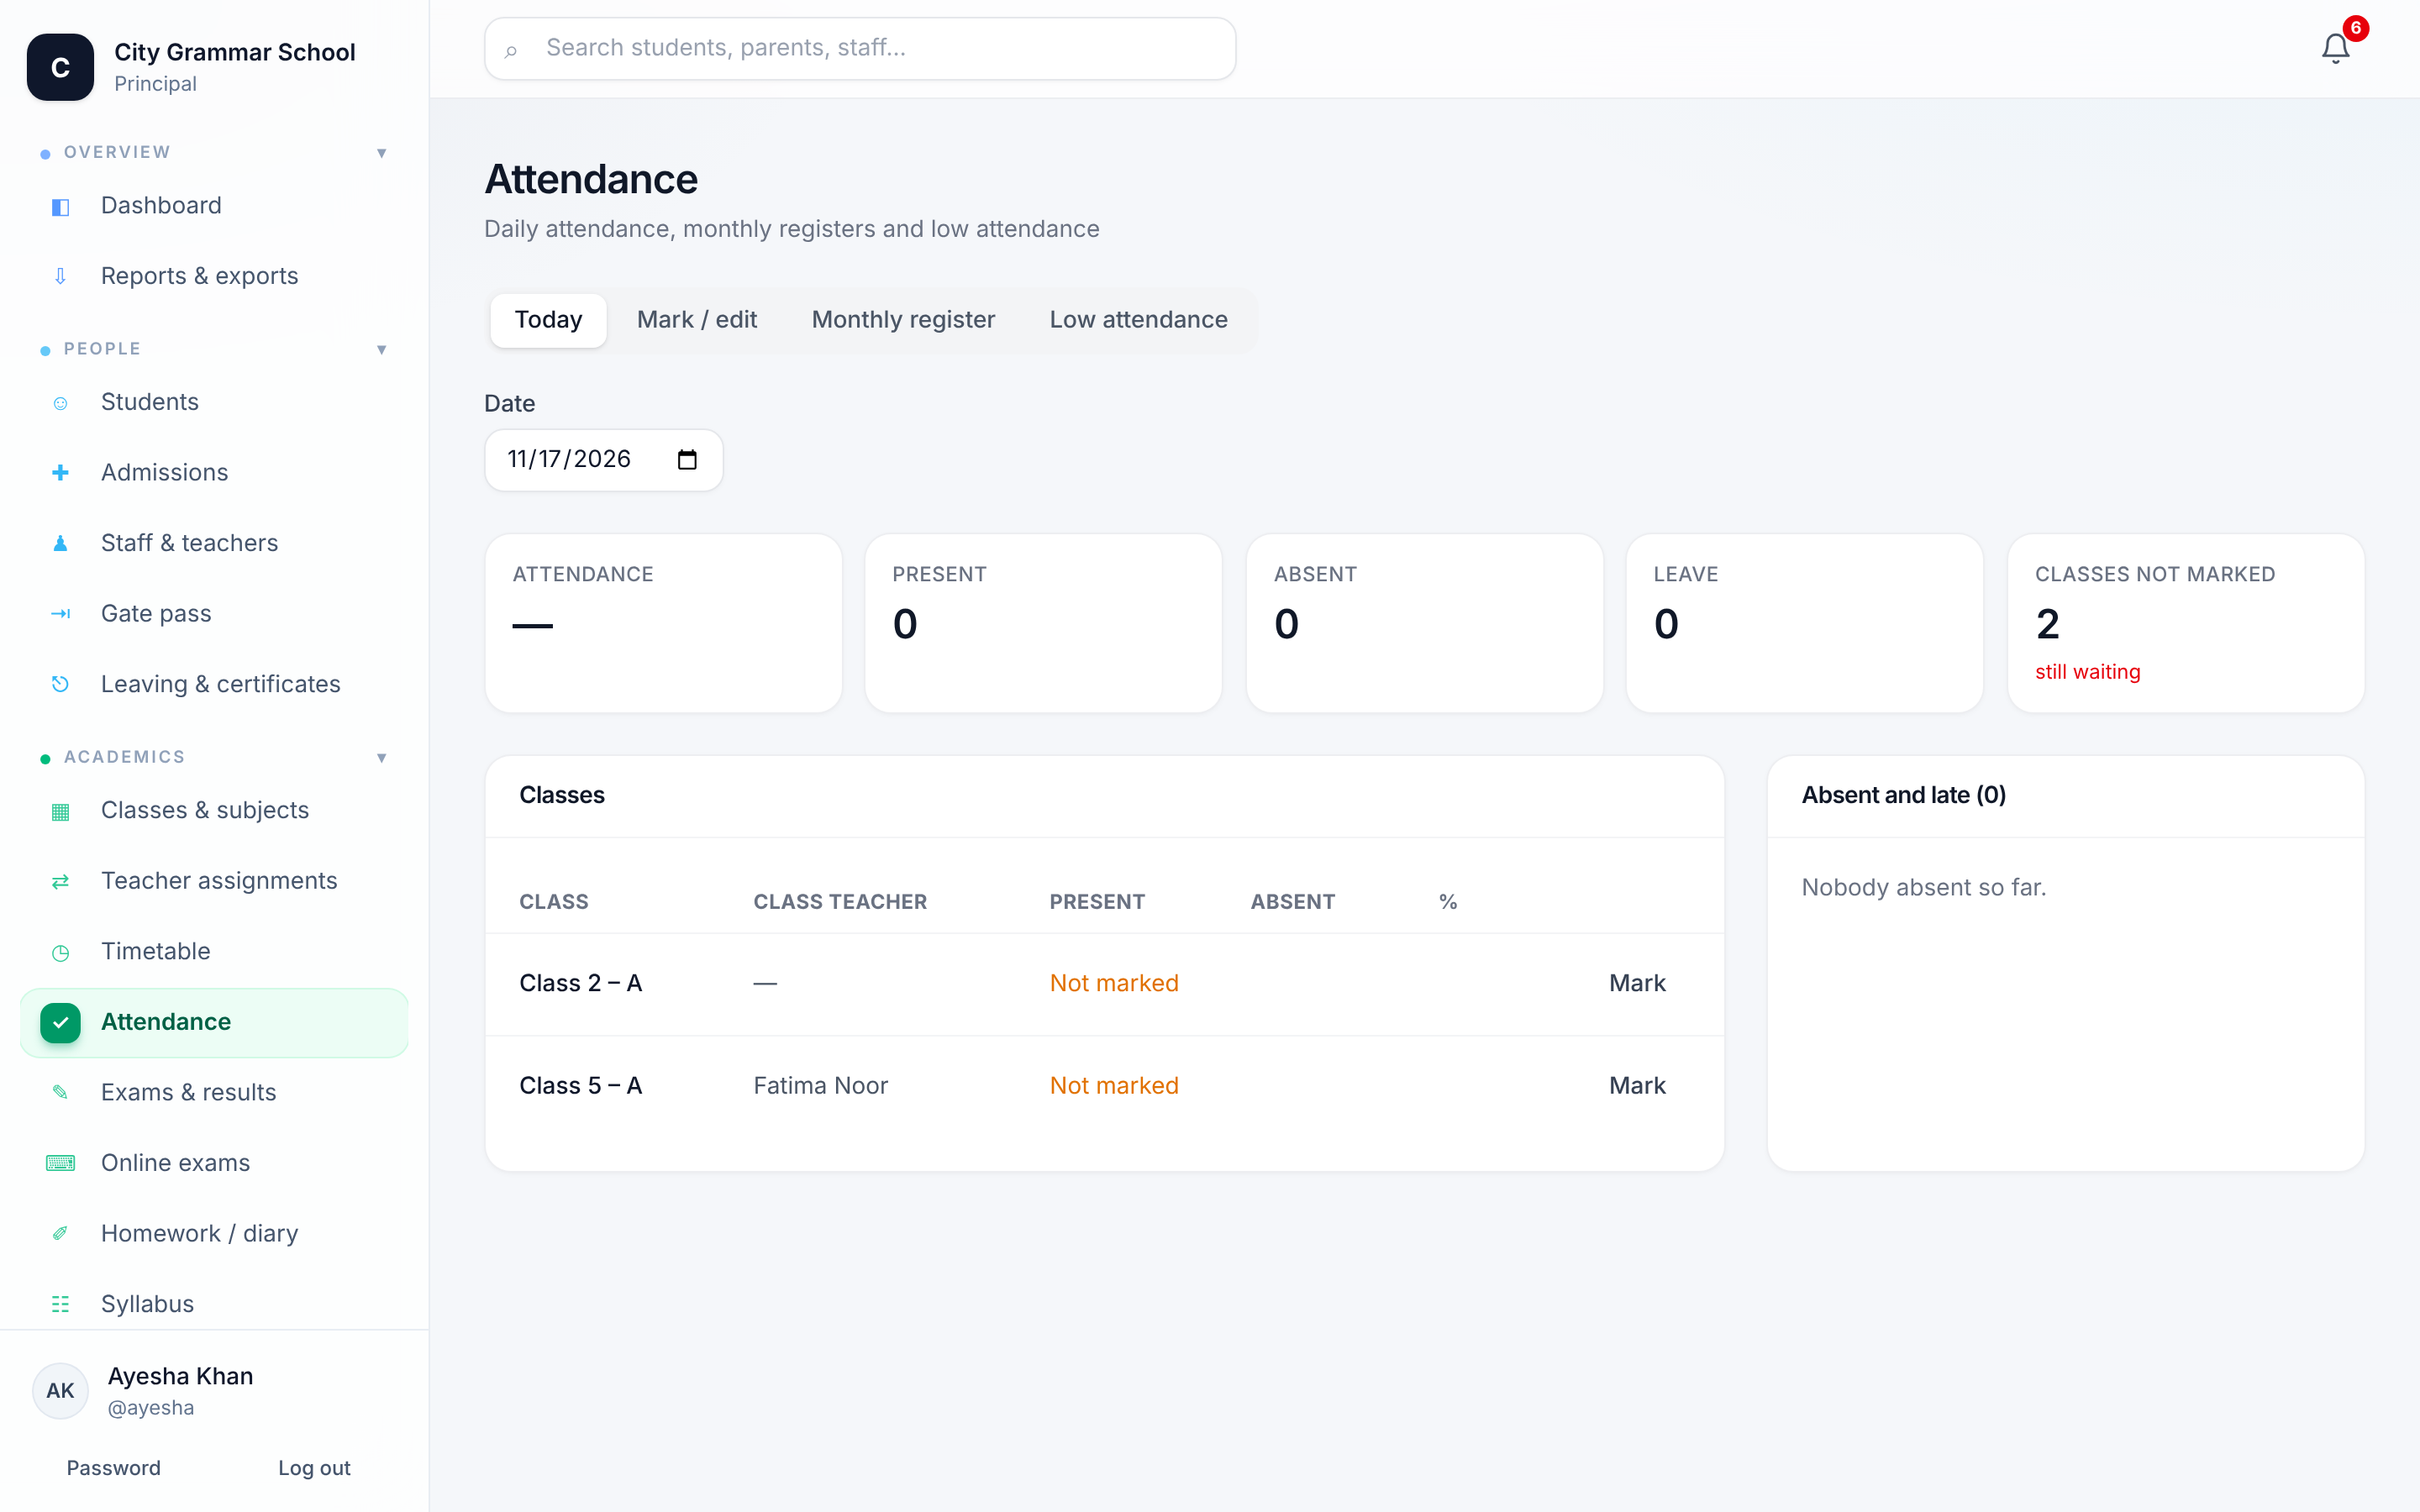 C
City Grammar School
Principal
OVERVIEW
Dashboard
Reports & exports
PEOPLE
Students
Admissions
Staff & teachers
Gate pass
Leaving & certificates
ACADEMICS
Classes & subjects
Teacher assignments
Timetable
Attendance
Exams & results
Online exams
Homework / diary
Syllabus
AK
Ayesha Khan
@ayesha
Password Log out
Search students, parents, staff...
6
Attendance
Daily attendance, monthly registers and low attendance
Today Mark / edit Monthly register Low attendance
Date
11/17/2026
ATTENDANCE
—
PRESENT
0
ABSENT
0
LEAVE
0
CLASSES NOT MARKED
2
still waiting
Classes
CLASS CLASS TEACHER PRESENT ABSENT %
Class 2 – A — Not marked Mark
Class 5 – A Fatima Noor Not marked Mark
Absent and late (0)
Nobody absent so far.